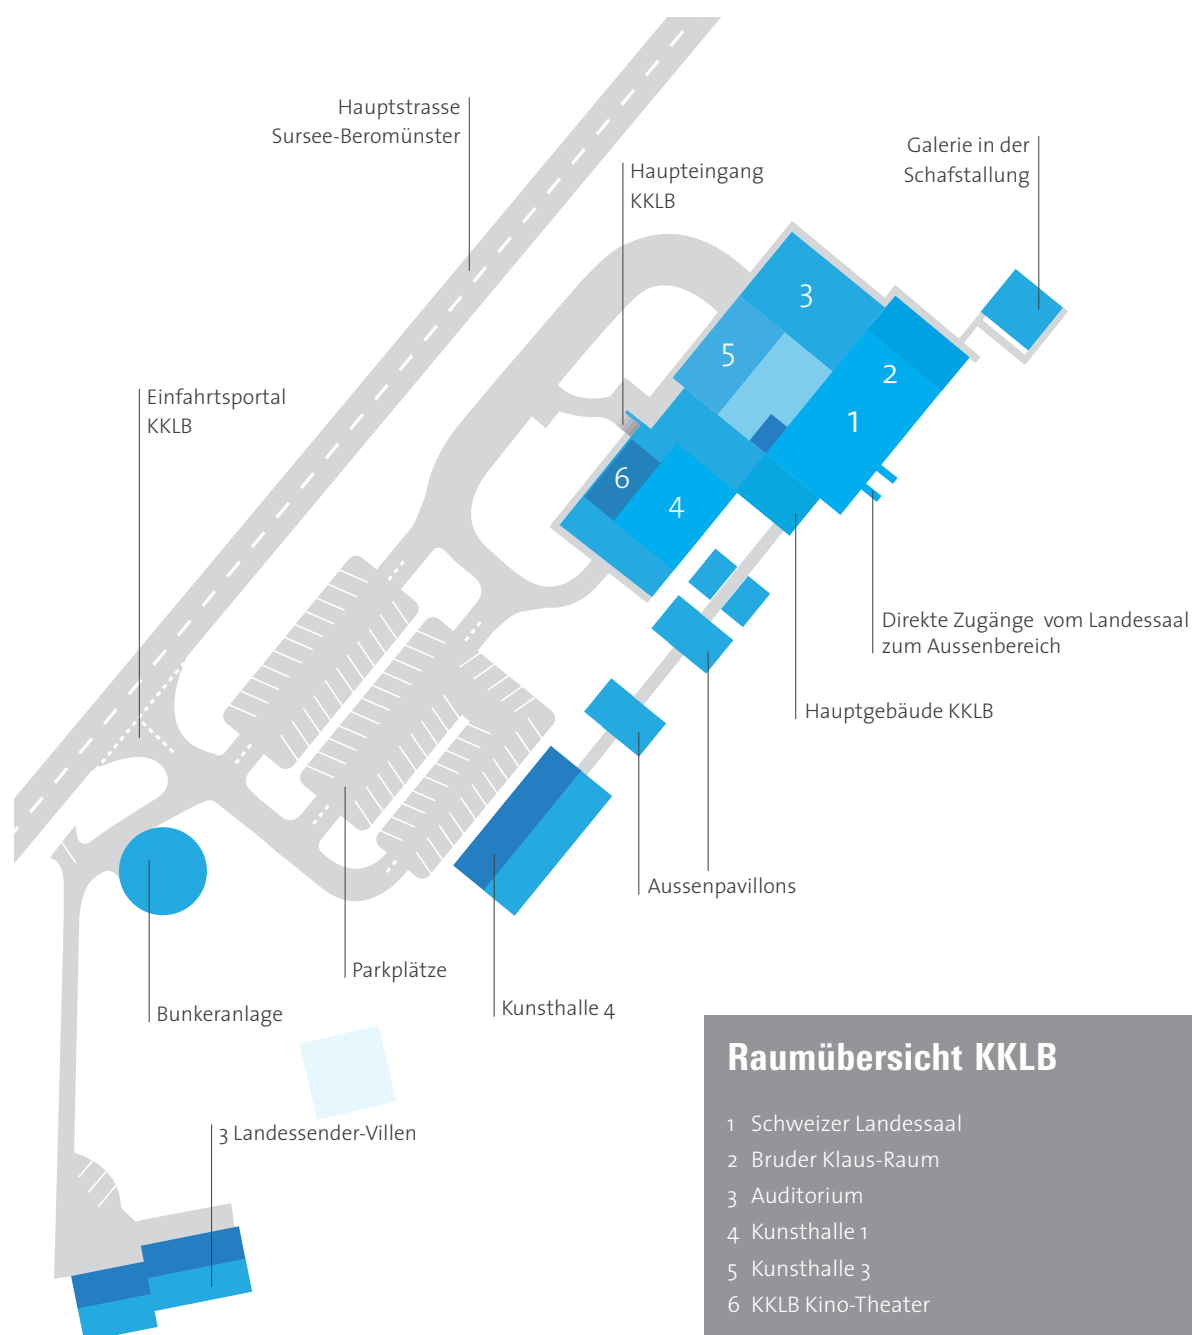 Hauptstrasse
Sursee-Beromünster
Galerie in der
Schafstallung
Haupteingang
KKLB
3
5
2
Einfahrtsportal
KKLB
1
6
4
Direkte Zugänge vom Landessaal
zum Aussenbereich
Hauptgebäude KKLB
Aussenpavillons
Parkplätze
Kunsthalle 4
Bunkeranlage
3 Landessender-Villen
Raumübersicht KKLB
1 Schweizer Landessaal
2 Bruder Klaus-Raum
3 Auditorium
4 Kunsthalle 1
5 Kunsthalle 3
6 KKLB Kino-Theater